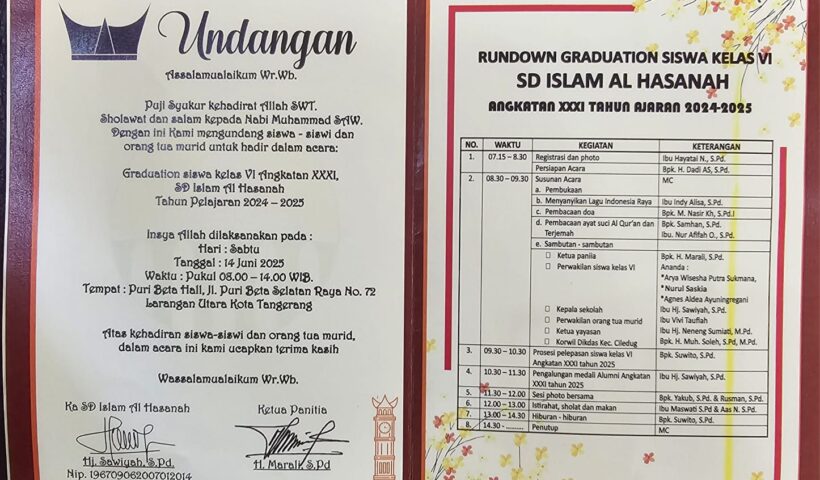 Undangan
Assalamualaikum Wr.Wb.
Puji Syukur kehadirat Allah SWT.
Sholawat dan salam kepada Nabi Muhammad SAW.
Dengan ini Kami mengundang siswa - siswi dan
orang tua murid untuk hadir dalam acara:
Graduation siswa kelas VI Angkatan XXXI,
SD Islam Al Hasanah
Tahun Pelajaran 2024 – 2025
Insya Allah dilaksanakan pada :
Hari : Sabtu
Tanggal : 14 Juni 2025
Waktu : Pukul 08.00 – 14.00 WIB.
Tempat : Puri Beta Hall, Jl. Puri Beta Selatan Raya No. 72
Larangan Utara Kota Tangerang
Atas kehadiran siswa-siswi dan orang tua murid,
dalam acara ini kami ucapkan terima kasih
Wassalamualaikum Wr.Wb.
Ka SD Islam Al Hasanah
Ketua Panitia
Hj. Sawiyah, S.Pd.
H. Marali, S.Pd
Nip. 196709062007012014
RUNDOWN GRADUATION SISWA KELAS VI
SD ISLAM AL HASANAH
ANGKATAN XXXI TAHUN AJARAN 2024-2025
NO. WAKTU KEGIATAN KETERANGAN
1. 07.15 – 8.30 Registrasi dan photo Ibu Hayatai N., S.Pd.
Persiapan Acara Bpk. H. Dadi AS, S.Pd.
2. 08.30 – 09.30 Susunan Acara MC
a. Pembukaan
b. Menyanyikan Lagu Indonesia Raya Ibu Indy Alisa, S.Pd.
c. Pembacaan doa Bpk. M. Nasir Kh, S.Pd.I
d. Pembacaan ayat suci Al Qur'an dan Bpk. Samhan, S.Pd.
Terjemah Ibu. Nur Afifah O., S.Pd.
e. Sambutan - sambutan
Ketua paniia Bpk. H. Marali, S.Pd.
Perwakilan siswa kelas VI Ananda :
*Arya Wisesha Putra Sukmana,
*Nurul Saskia
*Agnes Aldea Ayuningregani
Kepala sekolah Ibu Hj. Sawiyah, S.Pd.
Perwakilan orang tua murid Ibu Vivi Taufiah
Ketua yayasan Ibu Hj. Neneng Sumiati, M.Pd.
Korwil Dikdas Kec. Ciledug Bpk. H. Muh. Soleh, S.Pd, M.Pd.
3. 09.30 – 10.30 Prosesi pelepasan siswa kelas VI Bpk. Suwito, S.Pd.
Angkatan XXXI tahun 2025
4. 10.30 – 11.30 Pengalungan medali Alumni Angkatan Ibu Hj. Sawiyah, S.Pd.
XXXI tahun 2025
5. 11.30 – 12.00 Sesi photo bersama Bpk. Yakub, S.Pd. & Rusman, S.Pd.
6. 12.00 – 13.00 Istirahat, sholat dan makan Ibu Maswati S.Pd & Aas N. S.Pd.
7. 13.00 – 14.30 Hiburan - hiburan Bpk. Suwito, S.Pd.
8. 14.30 - ......... Penutup MC